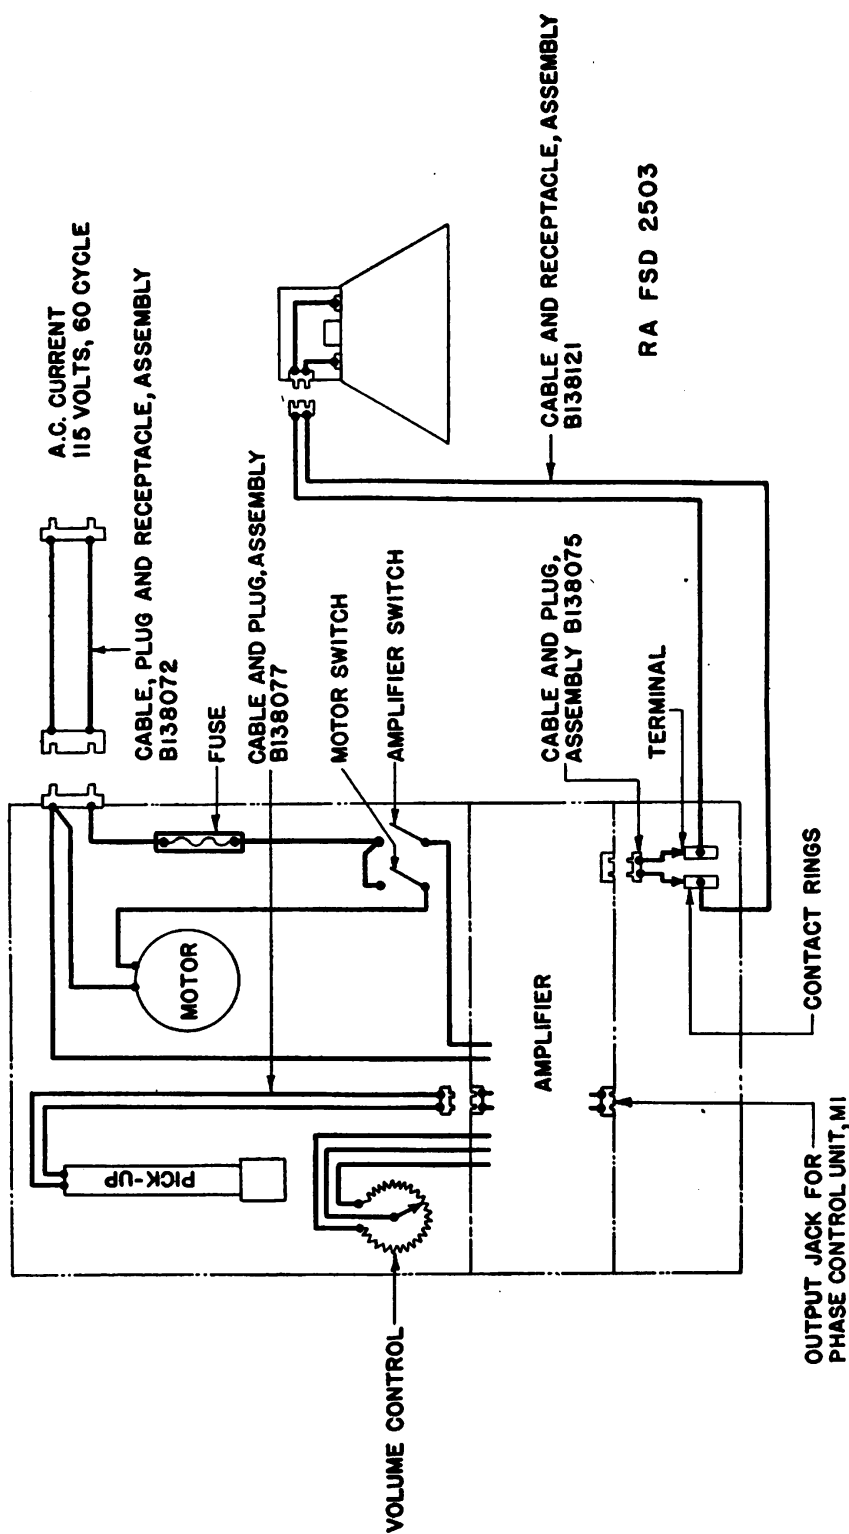 A.C. CURRENT
115 VOLTS, 60 CYCLE
CABLE, PLUG AND RECEPTACLE, ASSEMBLY
B138072
FUSE
CABLE AND PLUG, ASSEMBLY
B138077
MOTOR SWITCH
AMPLIFIER SWITCH
MOTOR
PICK-UP
VOLUME CONTROL
AMPLIFIER
CABLE AND RECEPTACLE, ASSEMBLY
B138121
CABLE AND PLUG,
ASSEMBLY B138075
TERMINAL
CONTACT RINGS
OUTPUT JACK FOR
PHASE CONTROL UNIT, M1
RA FSD 2503